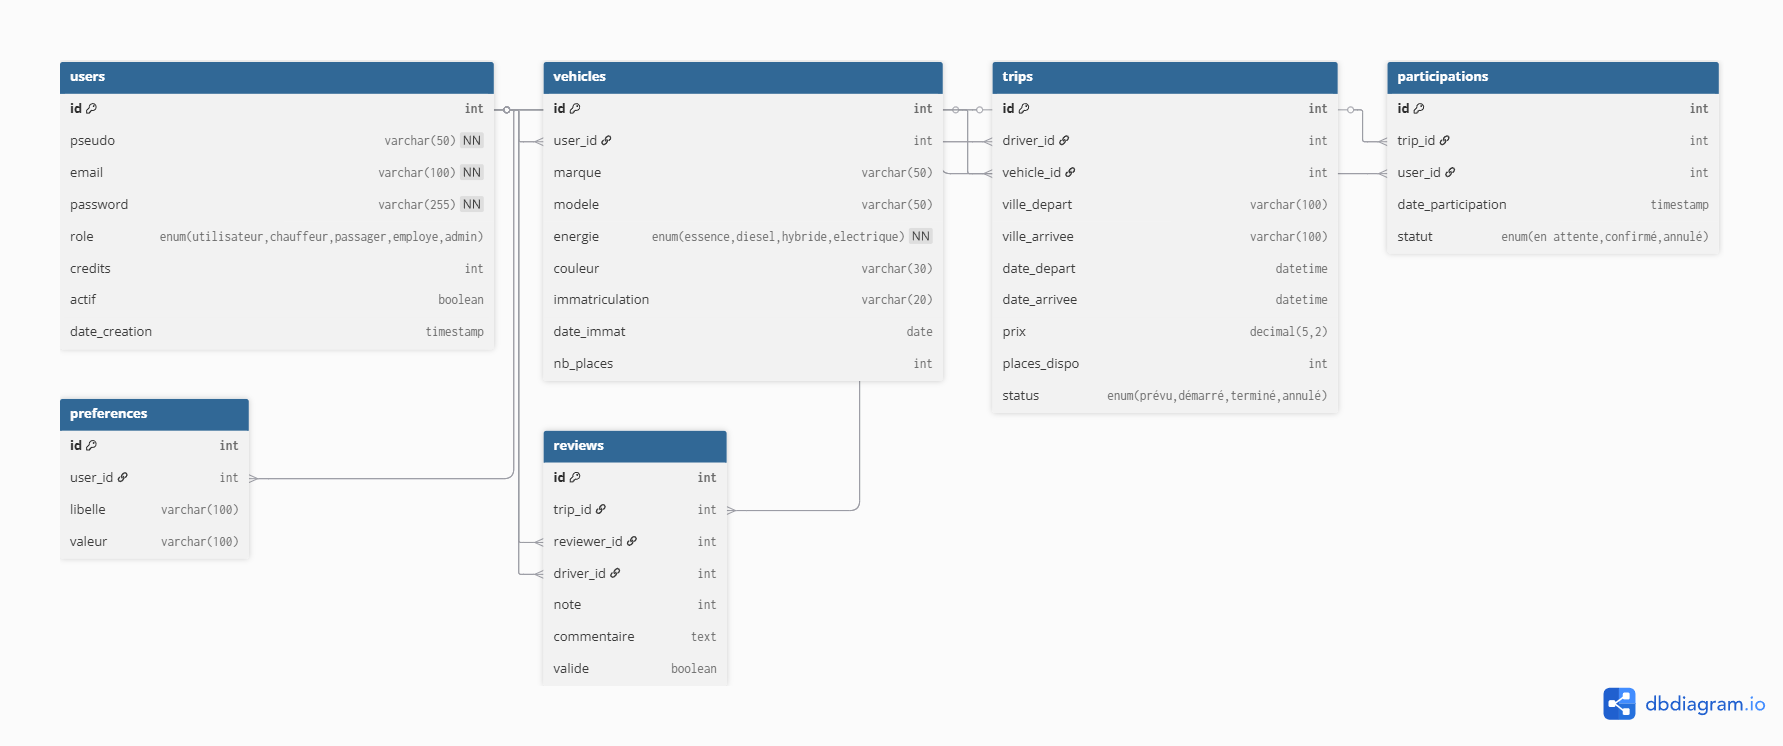 users
id int
pseudo varchar(50) NN
email varchar(100) NN
password varchar(255) NN
role enum(utilisateur,chauffeur,passager,employe,admin)
credits int
actif boolean
date_creation timestamp
vehicles
id int
user_id int
marque varchar(50)
modele varchar(50)
energie enum(essence,diesel,hybride,electrique) NN
couleur varchar(30)
immatriculation varchar(20)
date_immat date
nb_places int
trips
id int
driver_id int
vehicle_id int
ville_depart varchar(100)
ville_arrivee varchar(100)
date_depart datetime
date_arrivee datetime
prix decimal(5,2)
places_dispo int
status enum(prévu,démarré,terminé,annulé)
participations
id int
trip_id int
user_id int
date_participation timestamp
statut enum(en attente,confirmé,annulé)
preferences
id int
user_id int
libelle varchar(100)
valeur varchar(100)
reviews
id int
trip_id int
reviewer_id int
driver_id int
note int
commentaire text
valide boolean
dbdiagram.io